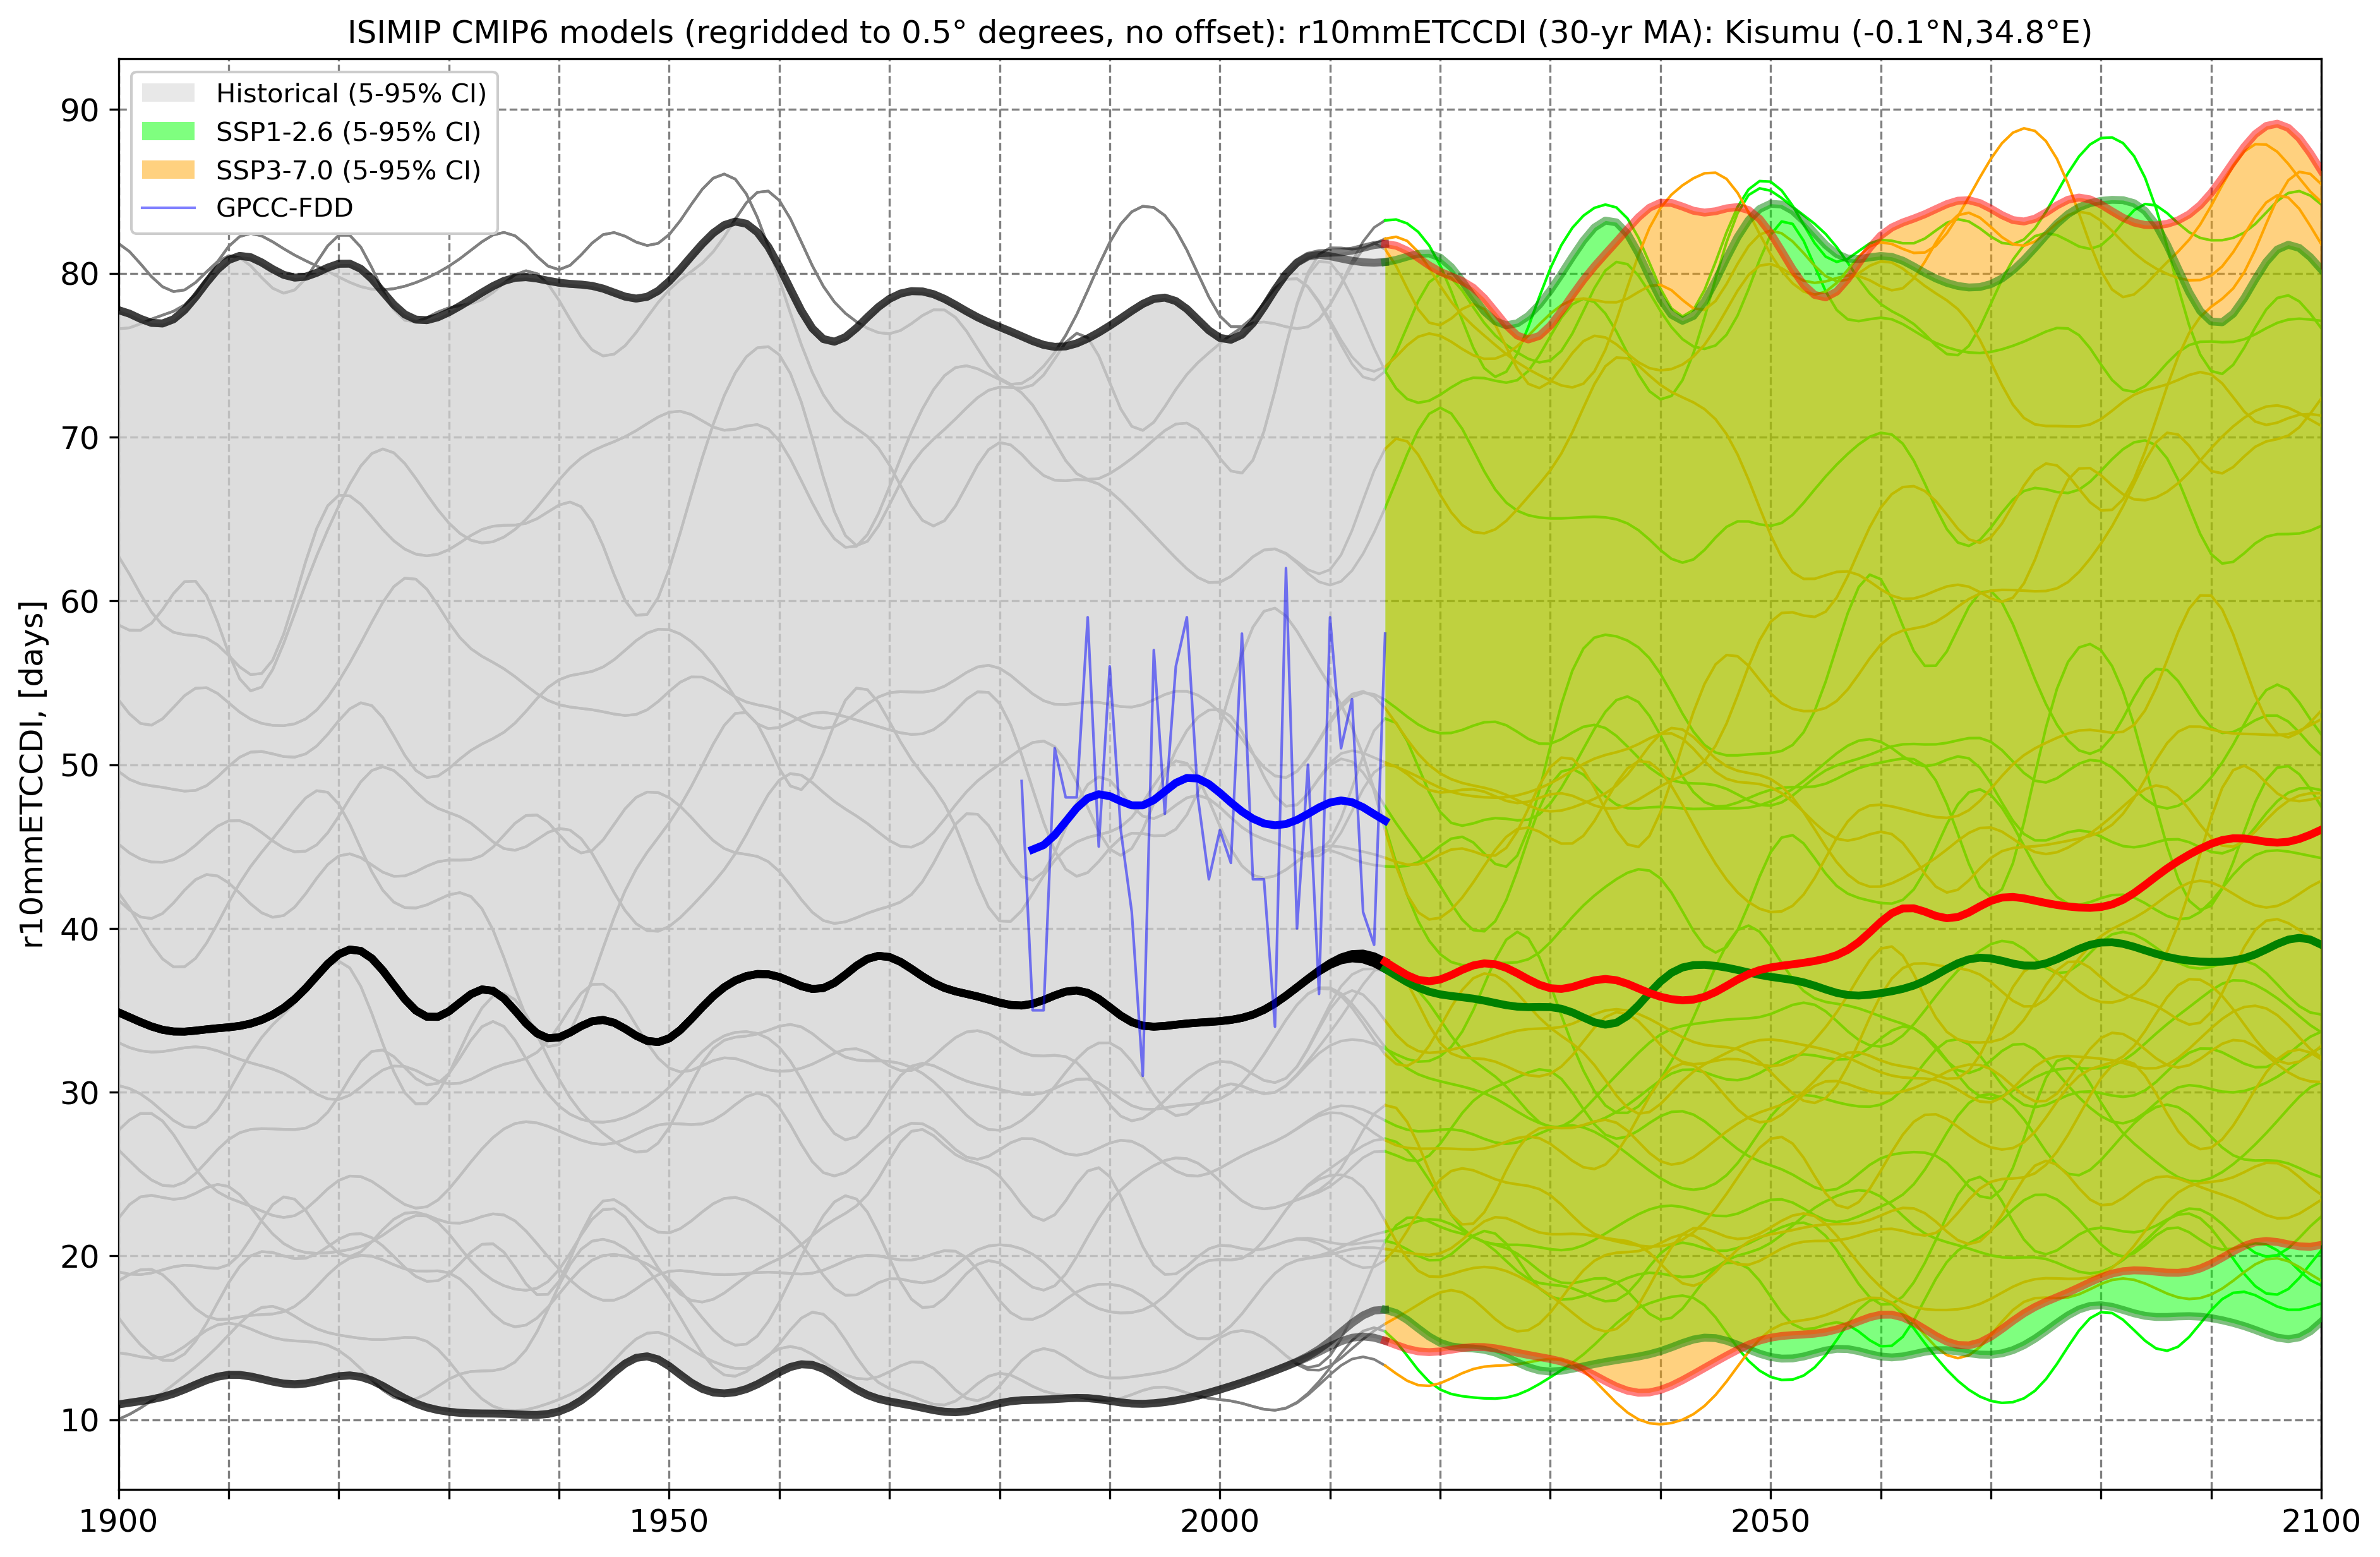 ISIMIP CMIP6 models (regridded to 0.5° degrees, no offset): r10mmETCCDI (30-yr MA): Kisumu (-0.1°N,34.8°E)
Historical (5-95% CI)
SSP1-2.6 (5-95% CI)
SSP3-7.0 (5-95% CI)
GPCC-FDD
r10mmETCCDI, [days]
90
80
70
60
50
40
30
20
10
1900
2000
1950
2050
2100